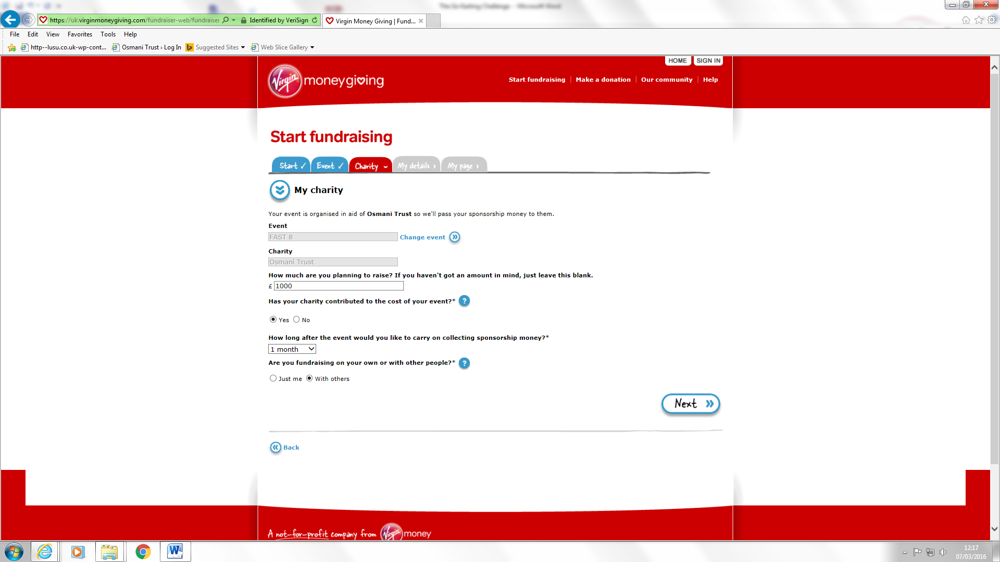 The Go Karting Challenge - Microsoft Word
https://uk.virginmoneygiving.com/fundraiser-web/fundraiser
Identified by VeriSign
Virgin Money Giving | Fund...
File Edit View Favorites Tools Help
http--lusu.co.uk-wp-cont... Osmani Trust › Log In Suggested Sites Web Slice Gallery
HOME SIGN IN
Virgin moneygiving
Start fundraising | Make a donation | Our community | Help
Start fundraising
Start ✓ Event ✓ Charity My details › My page ›
My charity
Your event is organised in aid of Osmani Trust so we'll pass your sponsorship money to them.
Event
FAST 8 Change event
Charity
Osmani Trust
How much are you planning to raise? If you haven't got an amount in mind, just leave this blank.
£ 1000
Has your charity contributed to the cost of your event?* ?
Yes No
How long after the event would you like to carry on collecting sponsorship money?*
1 month
Are you fundraising on your own or with other people?* ?
Just me With others
Next »
Back
A not-for-profit company from Virgin money
12:17
07/03/2016